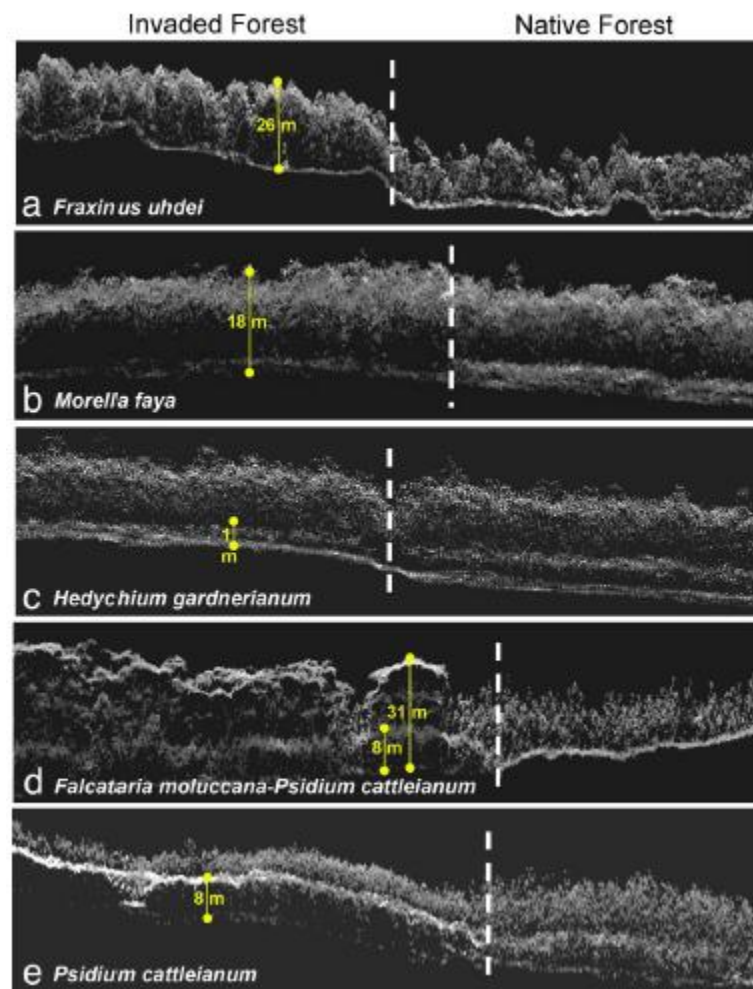 Invaded Forest Native Forest
26 m
a Fraxinus uhdei
18 m
b Morella faya
1
m
c Hedychium gardnerianum
31 m
8 m
d Falcataria moluccana-Psidium cattleianum
8 m
e Psidium cattleianum